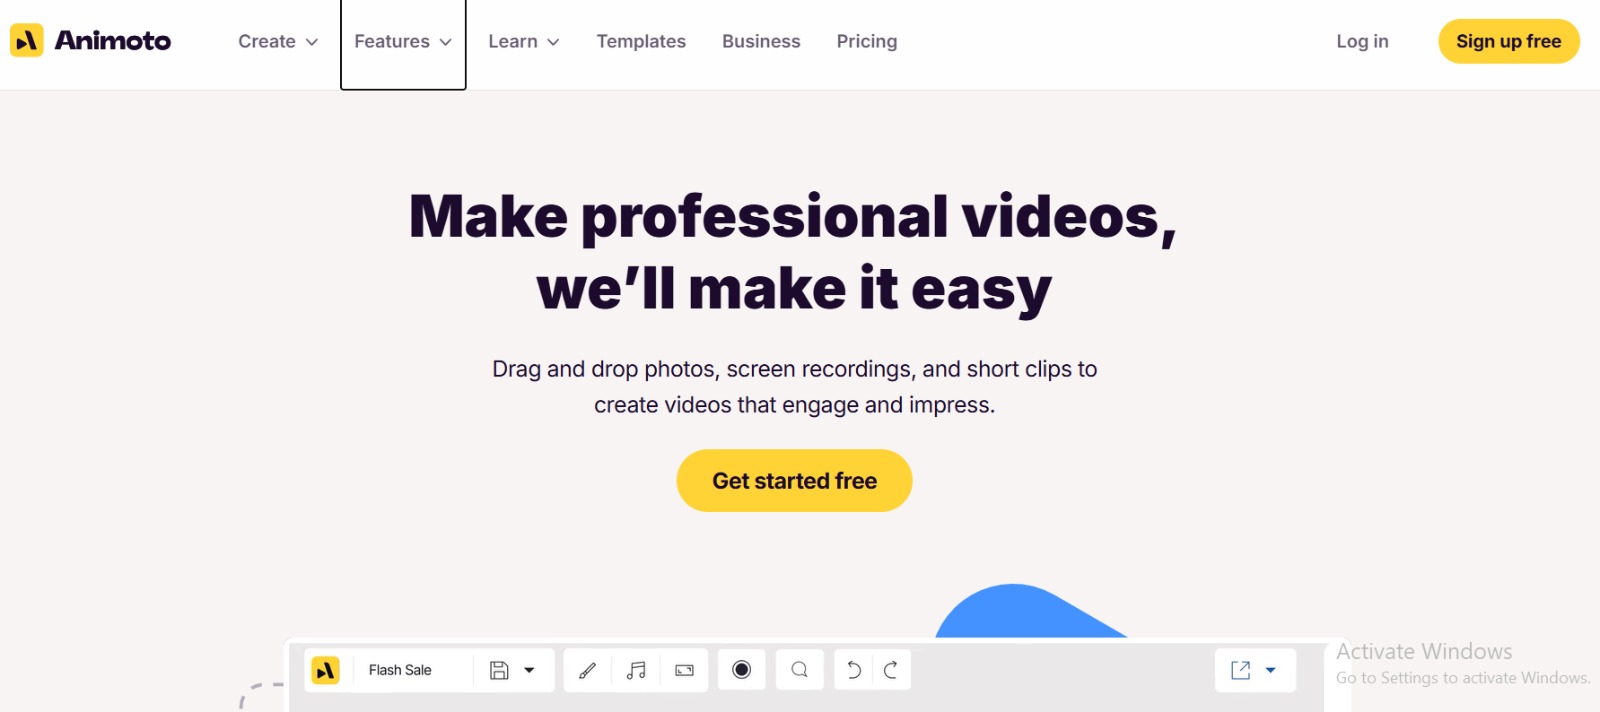 Animoto Create Features Learn Templates Business Pricing Log in Sign up free
Make professional videos,
we’ll make it easy
Drag and drop photos, screen recordings, and short clips to
create videos that engage and impress.
Get started free
Flash Sale
Activate Windows
Go to Settings to activate Windows.